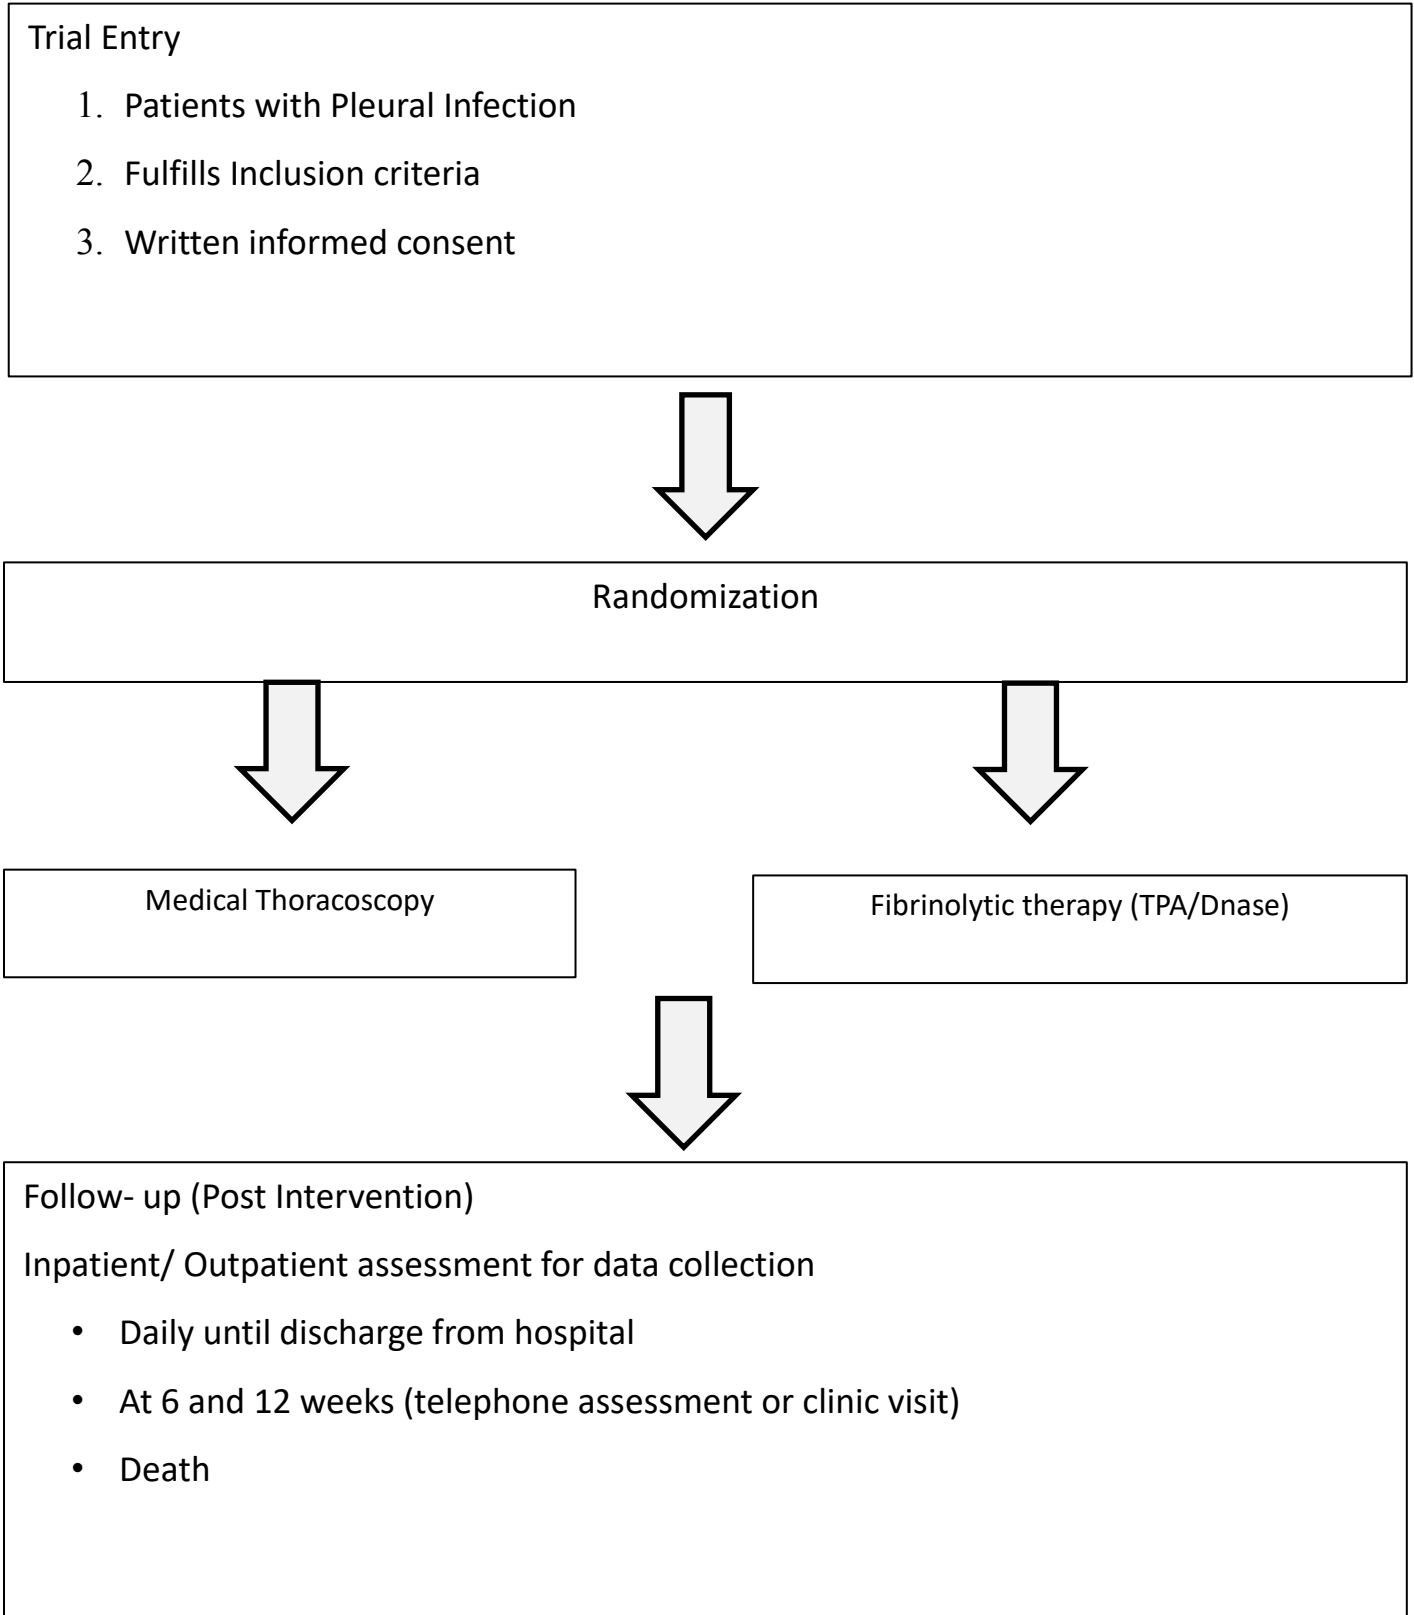 Trial Entry
1. Patients with Pleural Infection
2. Fulfills Inclusion criteria
3. Written informed consent
Randomization
Medical Thoracoscopy
Fibrinolytic therapy (TPA/Dnase)
Follow- up (Post Intervention)
Inpatient/ Outpatient assessment for data collection
• Daily until discharge from hospital
• At 6 and 12 weeks (telephone assessment or clinic visit)
• Death